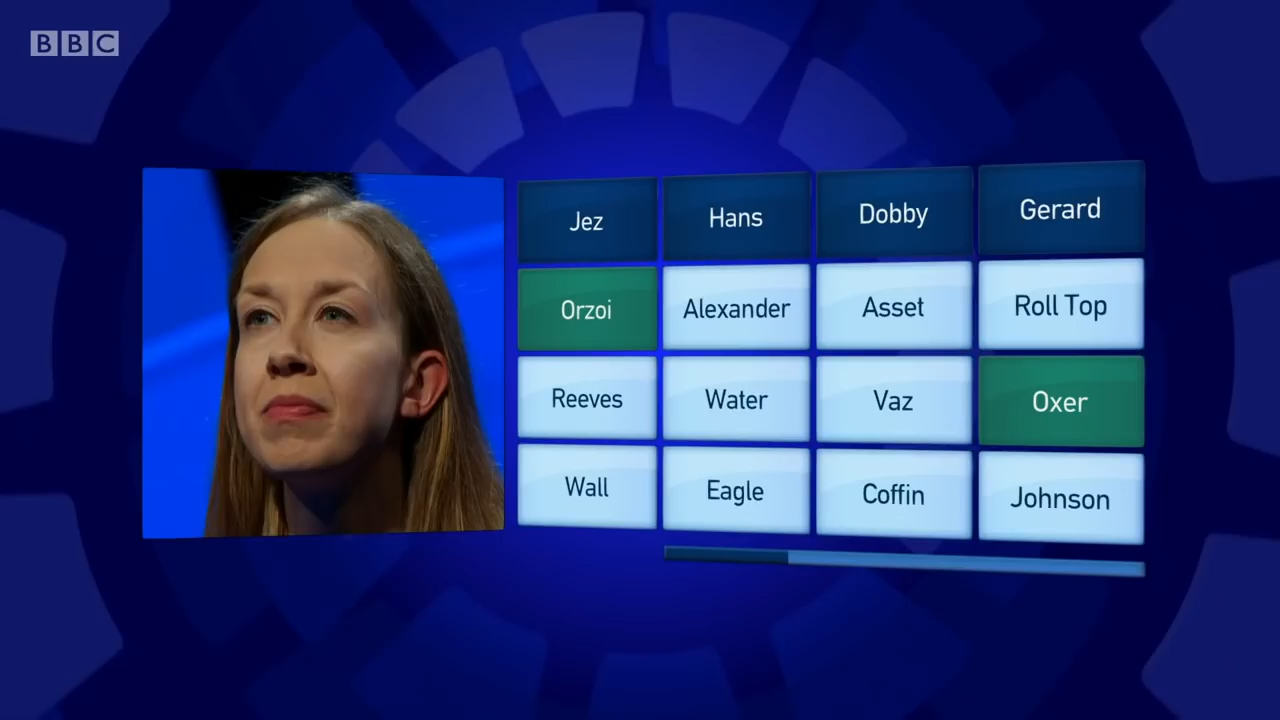 BBC
Jez
Hans
Dobby
Gerard
Orzoi
Alexander
Asset
Roll Top
Reeves
Water
Vaz
Oxer
Wall
Eagle
Coffin
Johnson